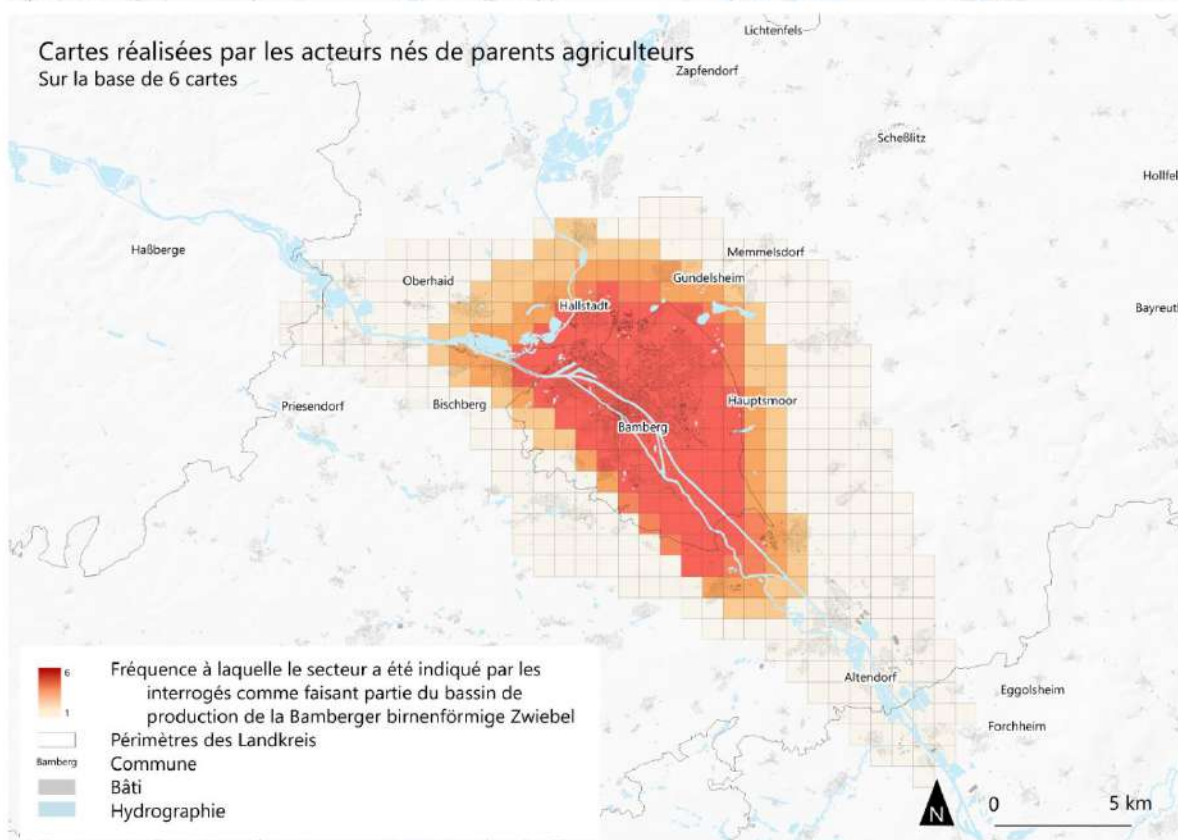 Cartes réalisées par les acteurs nés de parents agriculteurs
Sur la base de 6 cartes
Lichtenfels
Zapfendorf
Scheßlitz
Hollfel
Haßberge
Memmelsdorf
Oberhaid
Gundelsheim
Hallstadt
Bayreuth
Priesendorf
Bischberg
Hauptsmoor
Bamberg
Altendorf
Eggolsheim
Forchheim
6
1
Fréquence à laquelle le secteur a été indiqué par les
interrogés comme faisant partie du bassin de
production de la Bamberger birnenförmige Zwiebel
Périmètres des Landkreis
Bamberg
Commune
Bâti
Hydrographie
N
0 5 km